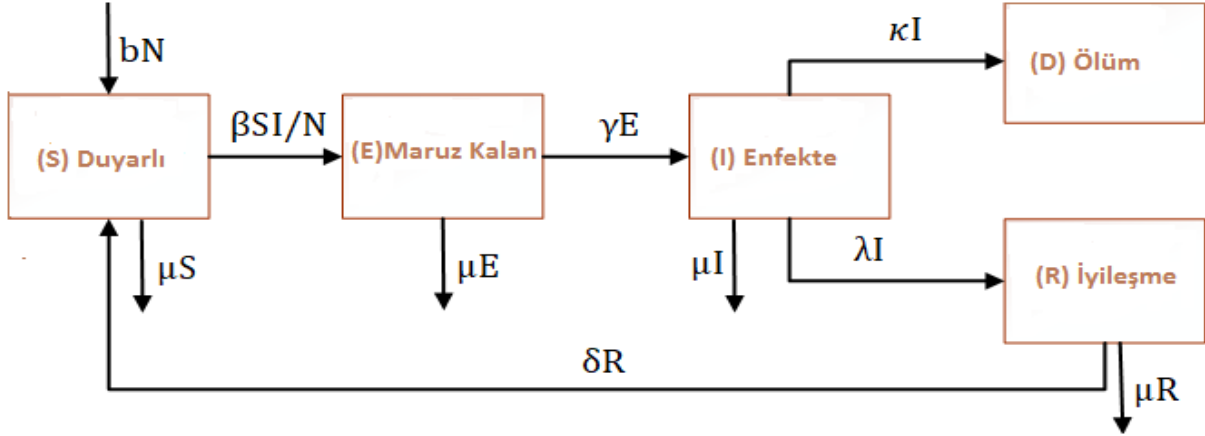 bN
κI
(D) Ölüm
(S) Duyarlı
βSI/N
(E)Maruz Kalan
γE
(I) Enfekte
μS
μE
μI
λI
(R) İyileşme
δR
μR